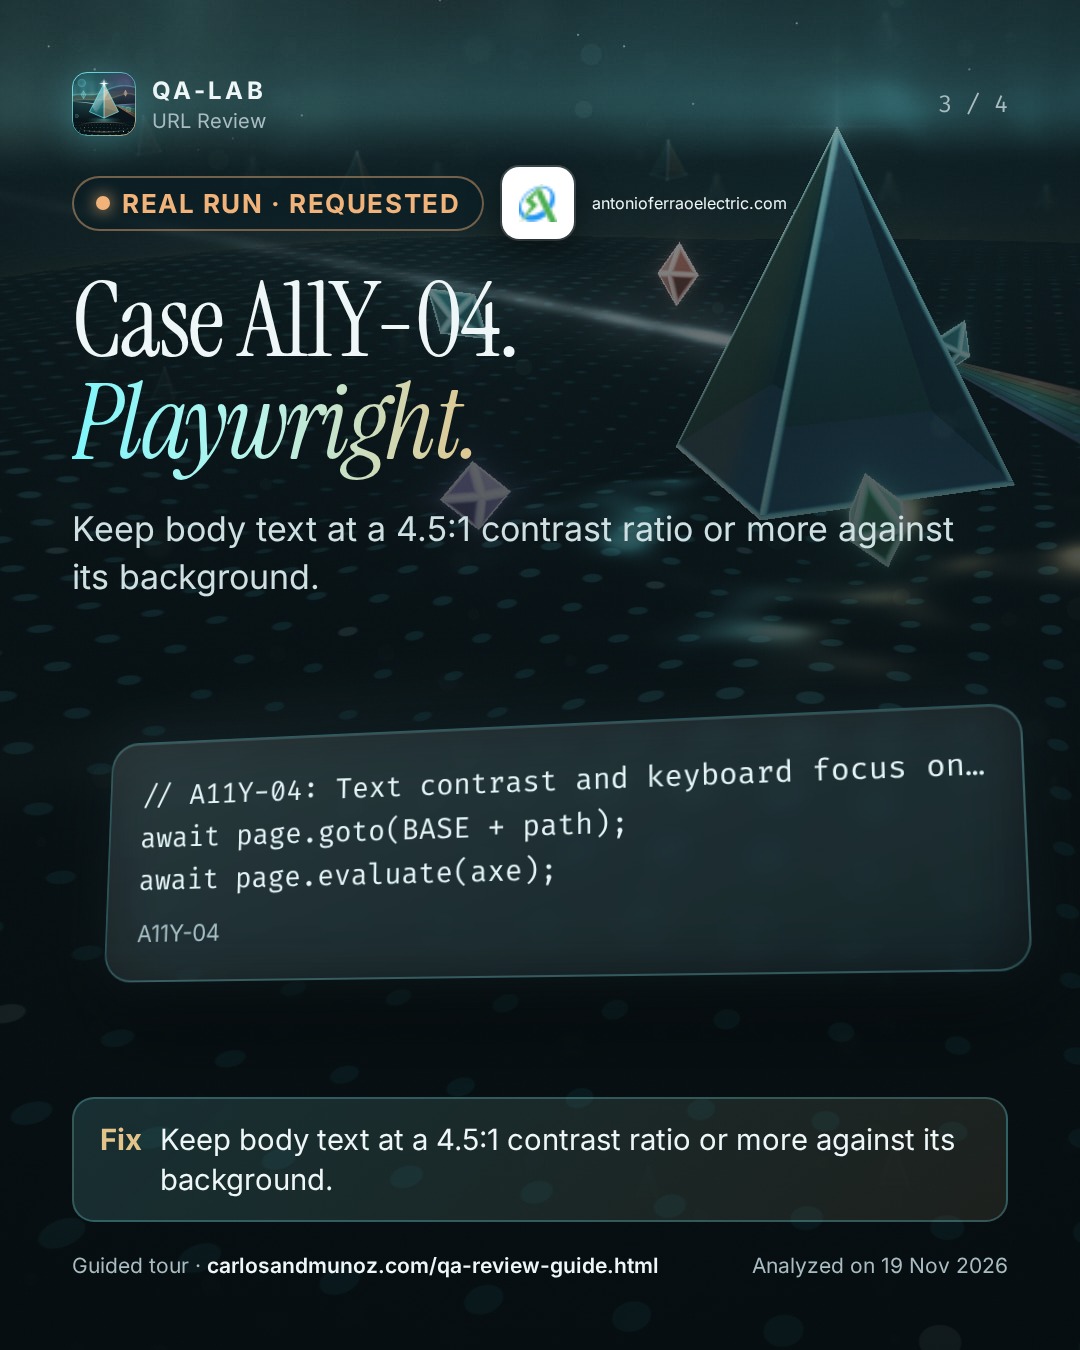 QA-LAB
URL Review
3 / 4
REAL RUN · REQUESTED
antonioferraoelectric.com
Case A11Y-04.
Playwright.
Keep body text at a 4.5:1 contrast ratio or more against
its background.
// A11Y-04: Text contrast and keyboard focus on…
await page.goto(BASE + path);
await page.evaluate(axe);
A11Y-04
Fix Keep body text at a 4.5:1 contrast ratio or more against its
background.
Guided tour · carlosandmunoz.com/qa-review-guide.html
Analyzed on 19 Nov 2026